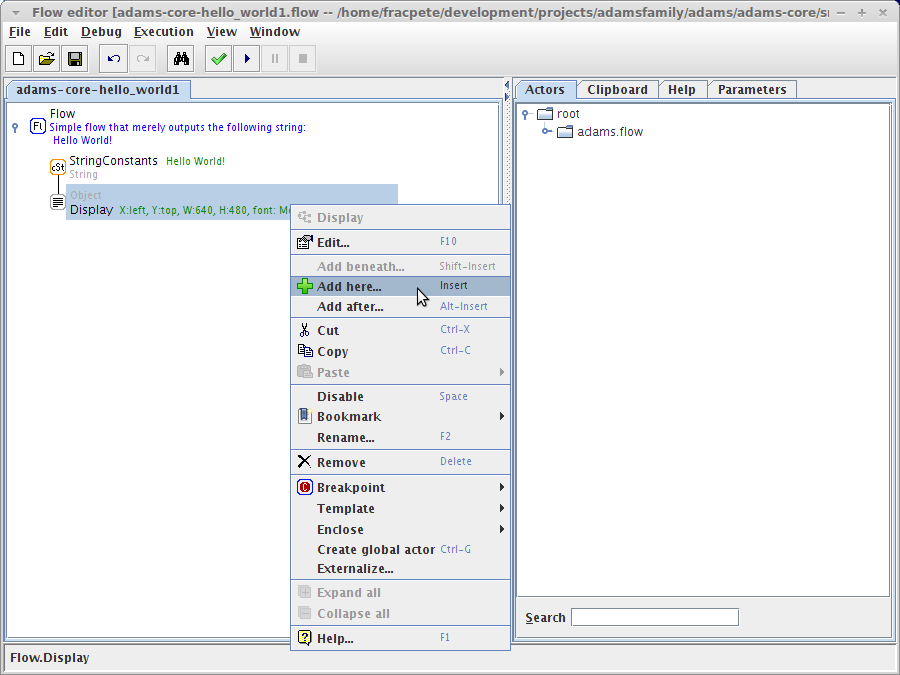 Flow editor [adams-core-hello_world1.flow -- /home/fracpete/development/projects/adamsfamily/adams/adams-core/s
File Edit Debug Execution View Window
adams-core-hello_world1
Actors Clipboard Help Parameters
Flow
Fl
Simple flow that merely outputs the following string:
Hello World!
cSt
StringConstants Hello World!
String
Object
Display X:left, Y:top, W:640, H:480, font: M
root
adams.flow
Display
Edit... F10
Add beneath... Shift-Insert
Add here... Insert
Add after... Alt-Insert
Cut Ctrl-X
Copy Ctrl-C
Paste
Disable Space
Bookmark
Rename... F2
Remove Delete
C Breakpoint
Template
Enclose
Create global actor Ctrl-G
Externalize...
Expand all
Collapse all
? Help... F1
Search
Flow.Display